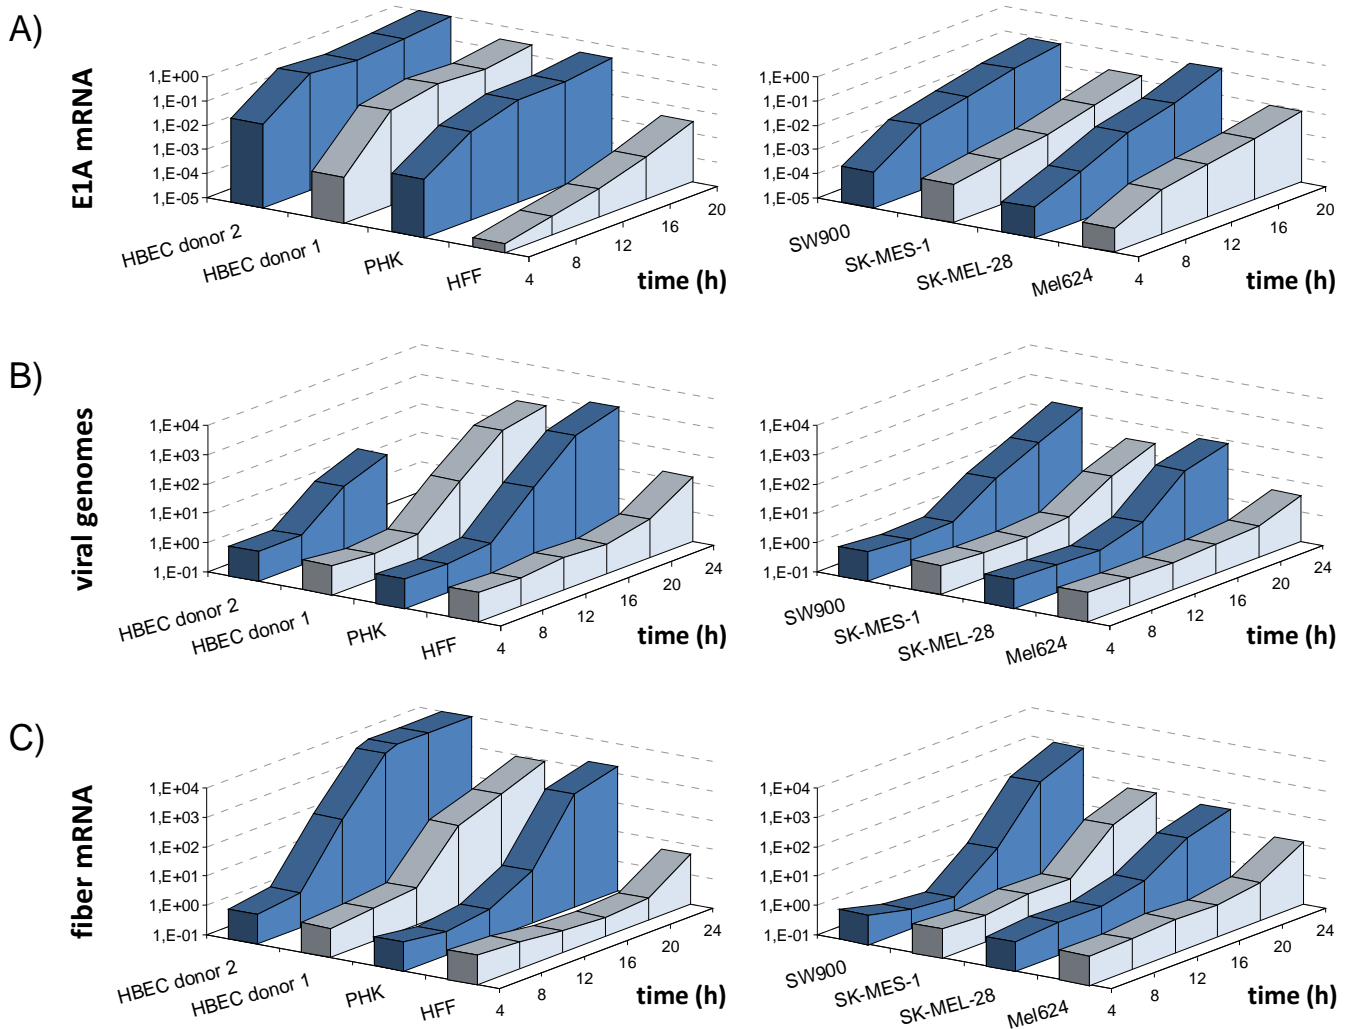 A)
E1A mRNA
1,E+00
1,E-01
1,E-02
1,E-03
1,E-04
1,E-05
HBEC donor 2
HBEC donor 1
PHK
HFF
4
8
12
16
20
time (h)
1,E+00
1,E-01
1,E-02
1,E-03
1,E-04
1,E-05
SW900
SK-MES-1
SK-MEL-28
Mel624
4
8
12
16
20
time (h)
B)
viral genomes
1,E+04
1,E+03
1,E+02
1,E+01
1,E+00
1,E-01
HBEC donor 2
HBEC donor 1
PHK
HFF
4
8
12
16
20
24
time (h)
1,E+04
1,E+03
1,E+02
1,E+01
1,E+00
1,E-01
SW900
SK-MES-1
SK-MEL-28
Mel624
4
8
12
16
20
24
time (h)
C)
fiber mRNA
1,E+04
1,E+03
1,E+02
1,E+01
1,E+00
1,E-01
HBEC donor 2
HBEC donor 1
PHK
HFF
4
8
12
16
20
24
time (h)
1,E+04
1,E+03
1,E+02
1,E+01
1,E+00
1,E-01
SW900
SK-MES-1
SK-MEL-28
Mel624
4
8
12
16
20
24
time (h)